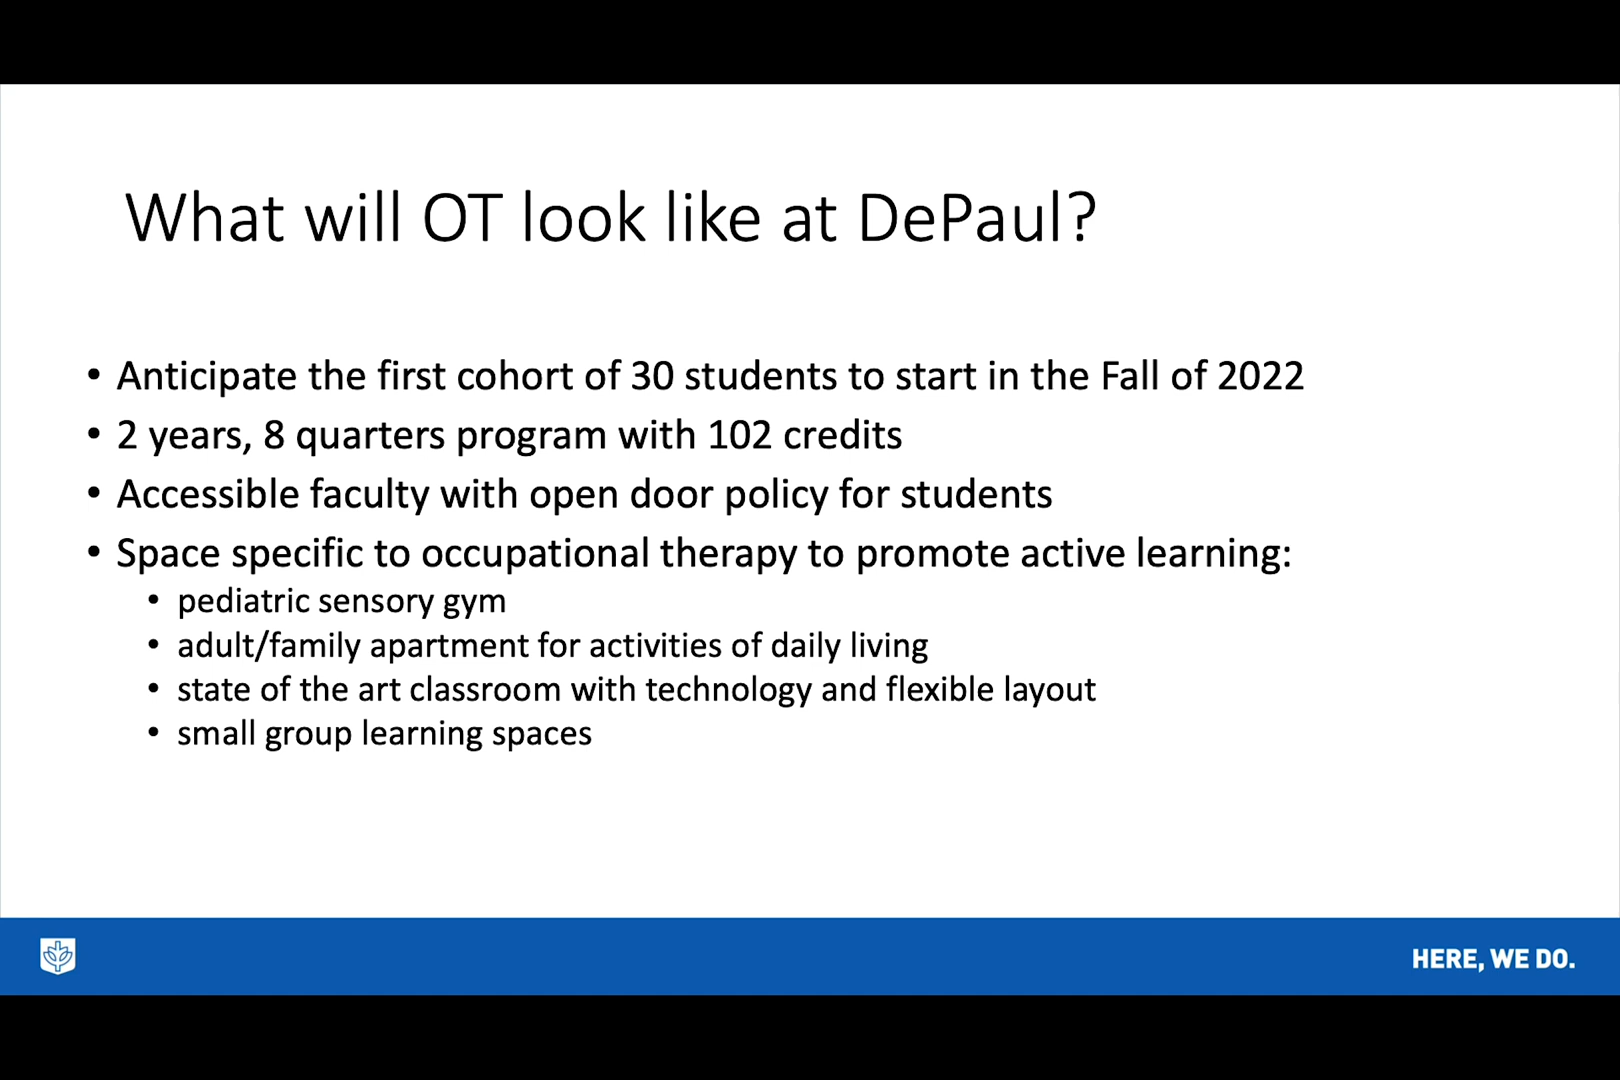 What will OT look like at DePaul?
• Anticipate the first cohort of 30 students to start in the Fall of 2022
• 2 years, 8 quarters program with 102 credits
• Accessible faculty with open door policy for students
• Space specific to occupational therapy to promote active learning:
• pediatric sensory gym
• adult/family apartment for activities of daily living
• state of the art classroom with technology and flexible layout
• small group learning spaces
HERE, WE DO.